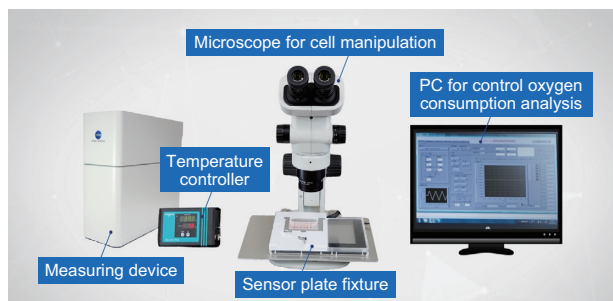 Microscope for cell manipulation
PC for control oxygen
consumption analysis
Temperature
controller
Measuring device
Sensor plate fixture